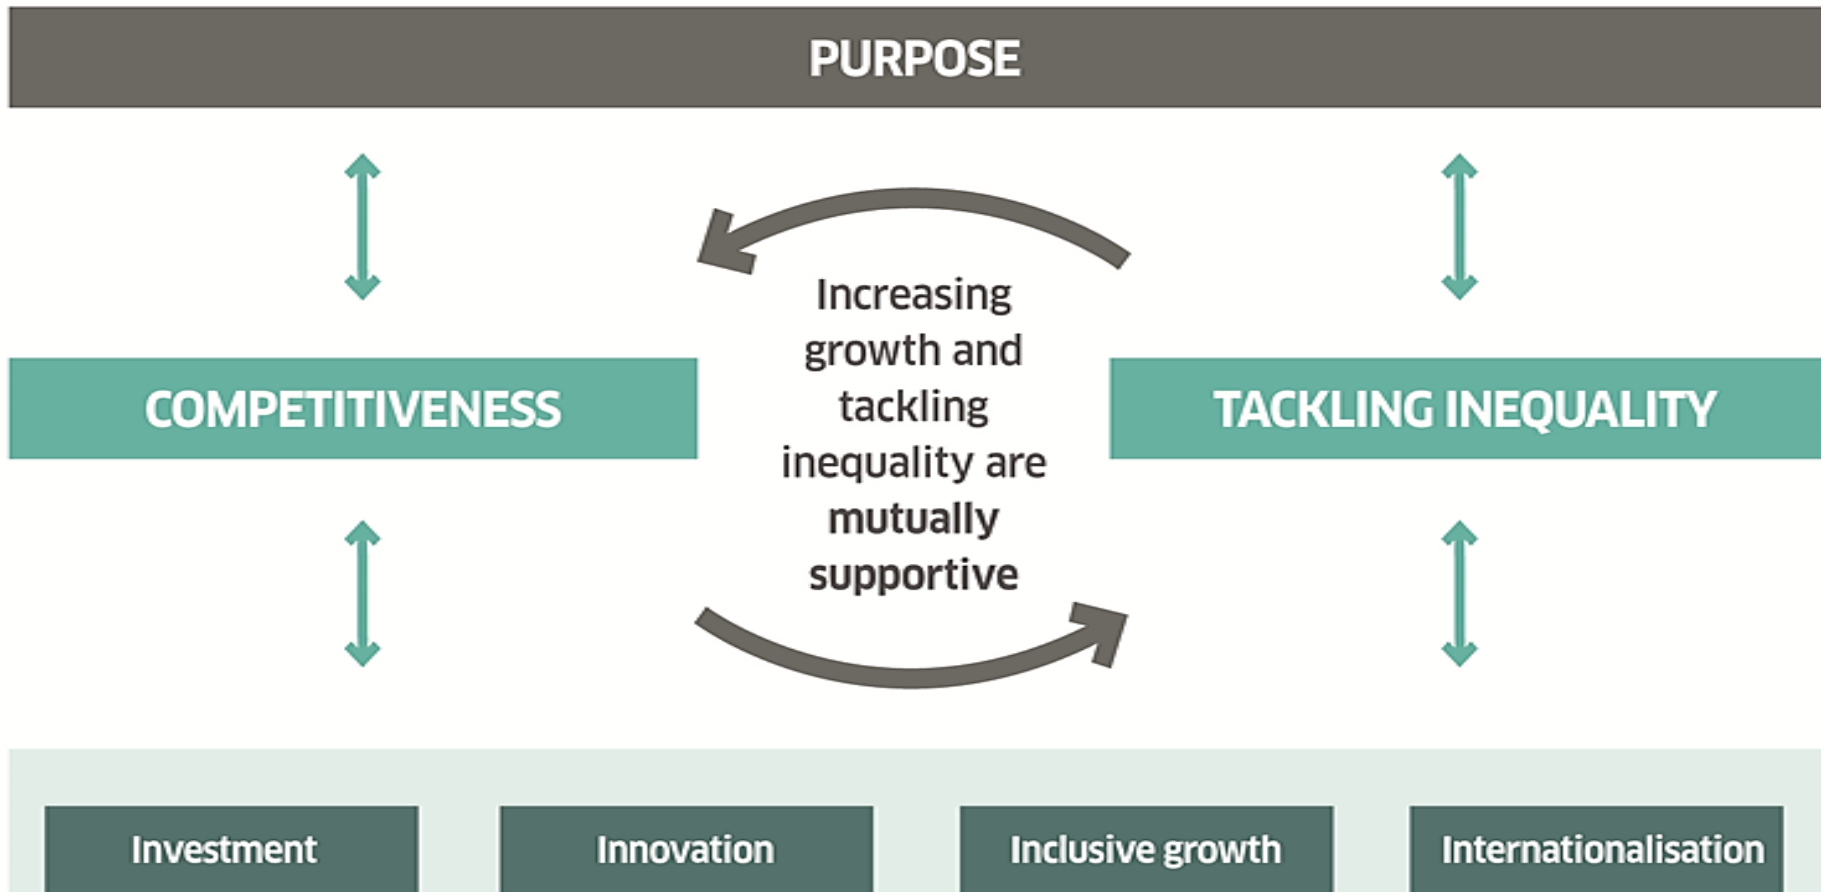 PURPOSE
COMPETITIVENESS
Increasing
growth and
tackling
inequality are
mutually
supportive
TACKLING INEQUALITY
Investment
Innovation
Inclusive growth
Internationalisation